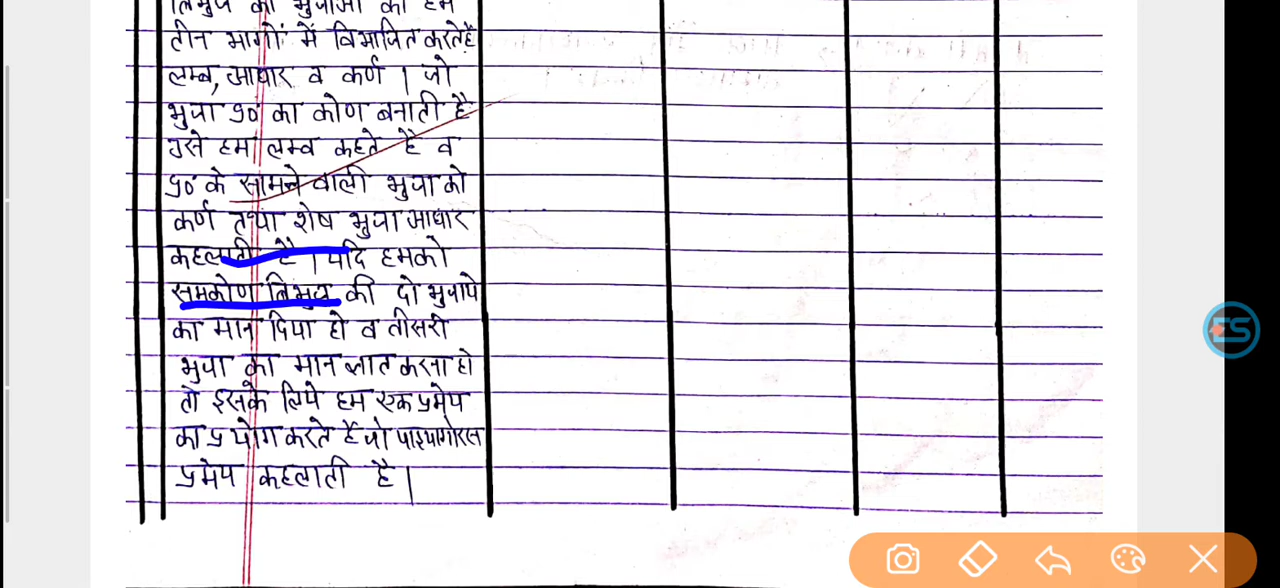 त्रिभुज की भुजाओं को हम
तीन भागों में विभाजित करते हैं
लम्ब, आधार व कर्ण । जो
भुजा 90° का कोण बनाती है
उसे हम लम्ब कहते है व
90° के सामने वाली भुजा को
कर्ण तथा शेष भुजा आधार
कहलाती है । यदि हमको
समकोण त्रिभुज की दो भुजाये
का मान दिया हो व तीसरी
भुजा का मान ज्ञात करना हो
तो इसके लिये हम एक प्रमेय
का प्रयोग करते हैं जो पाइथागोरस
प्रमेय कहलाती है ।
ES